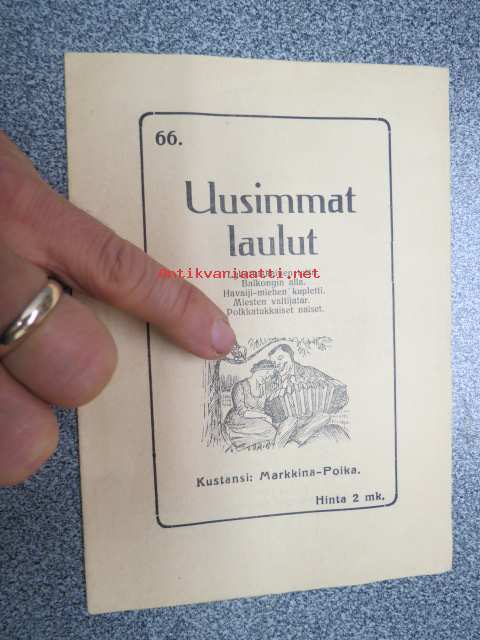 66.
Uusimmat
laulut
Antikvariaatti.net
Balkongin alla.
Havaiji-miehen kupletti.
Miesten valtijatar.
Polkkatukkaiset naiset.
Kustansi: Markkina-Poika.
Hinta 2 mk.